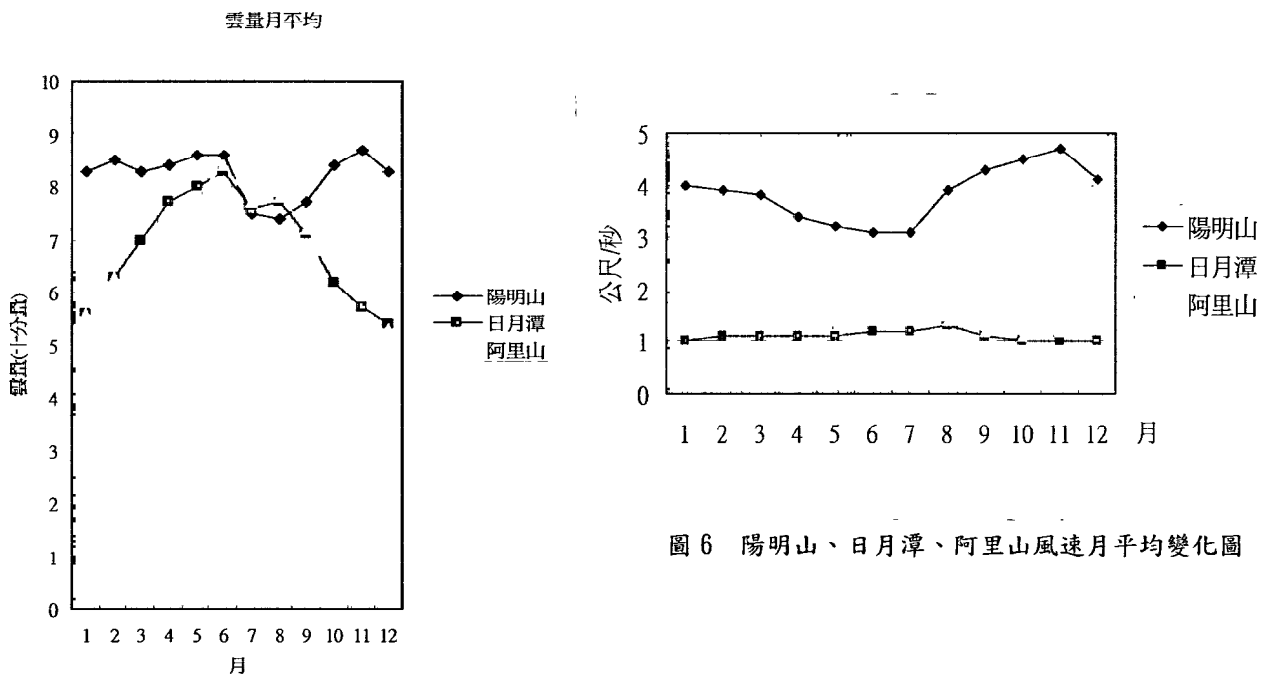 雲量月平均
10
9
8
7
6
5
4
3
2
1
0
1 2 3 4 5 6 7 8 9 10 11 12
月
陽明山
日月潭
阿里山
5
4
3
2
1
0
公尺/秒
1 2 3 4 5 6 7 8 9 10 11 12 月
陽明山
日月潭
阿里山
圖 6 陽明山、日月潭、阿里山風速月平均變化圖